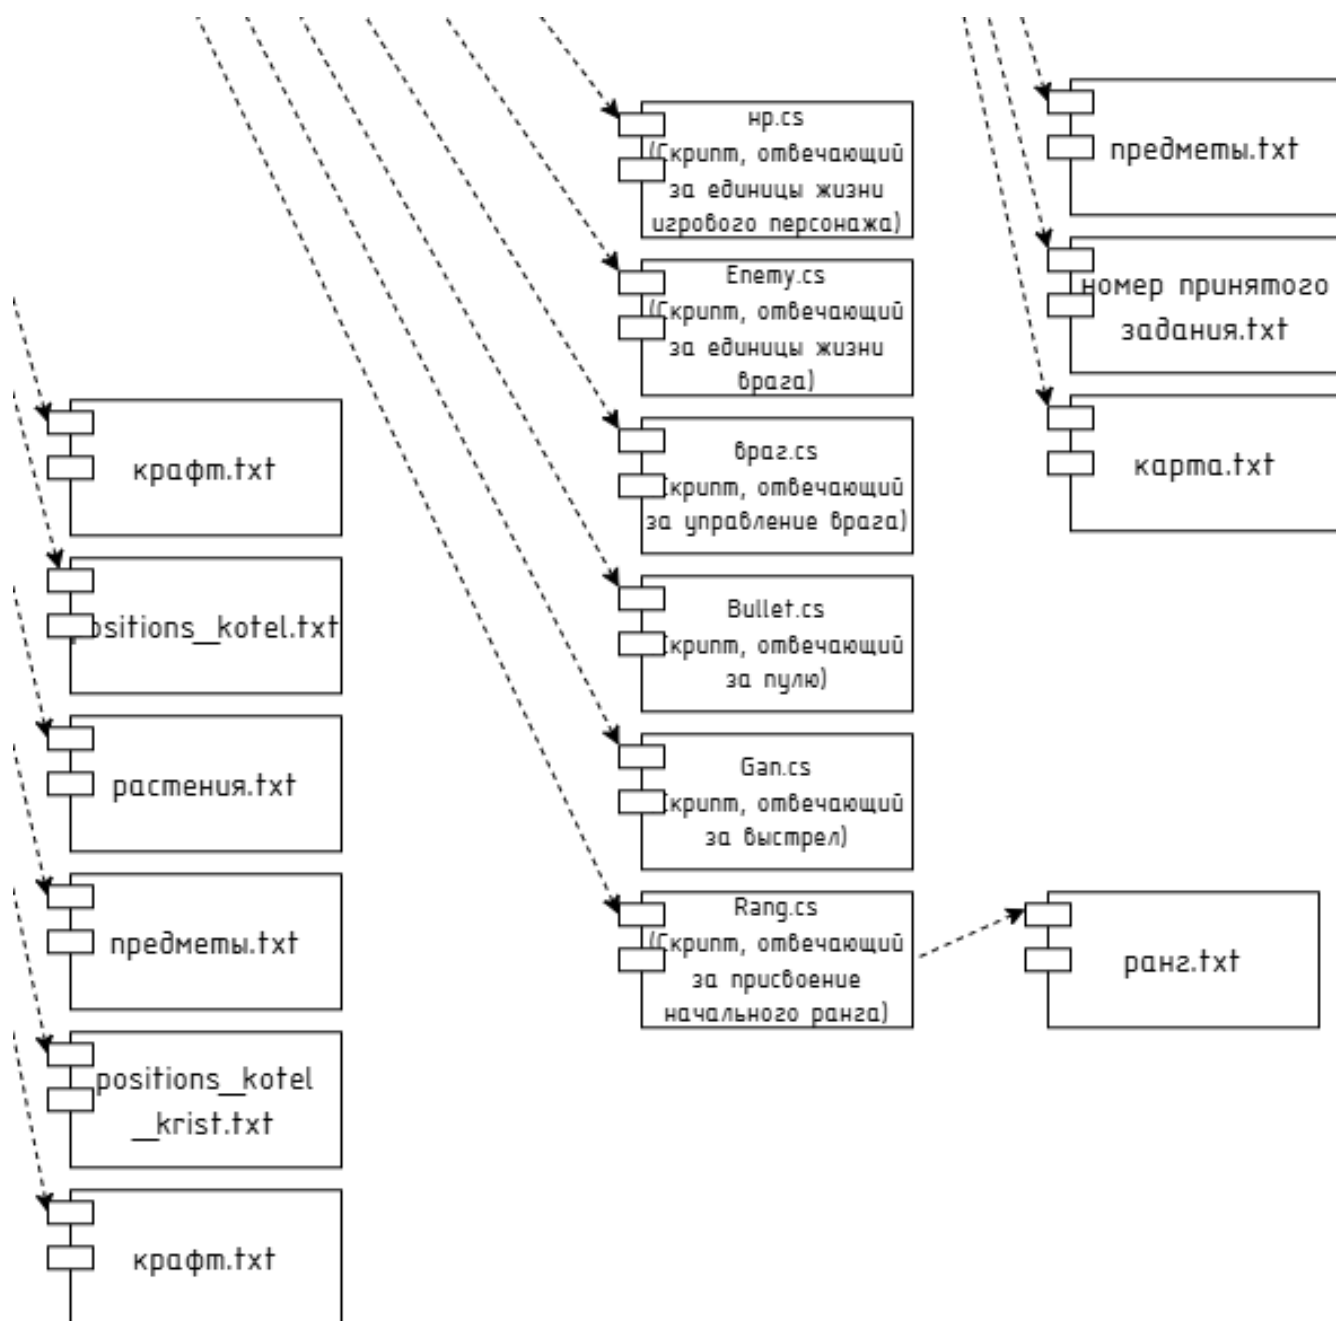 нр.cs
(Скрипт, отвечающий
за единицы жизни
игрового персонажа)
Enemy.cs
(Скрипт, отвечающий
за единицы жизни
врага)
враг.cs
Скрипт, отвечающий
за управление врага)
Bullet.cs
Скрипт, отвечающий
за пулю)
Gan.cs
Скрипт, отвечающий
за выстрел)
Rang.cs
(Скрипт, отвечающий
за присвоение
начального ранга)
предметы.txt
номер принятого
задания.txt
карта.txt
ранг.txt
крафт.txt
positions_kotel.txt
растения.txt
предметы.txt
positions_kotel
_krist.txt
крафт.txt